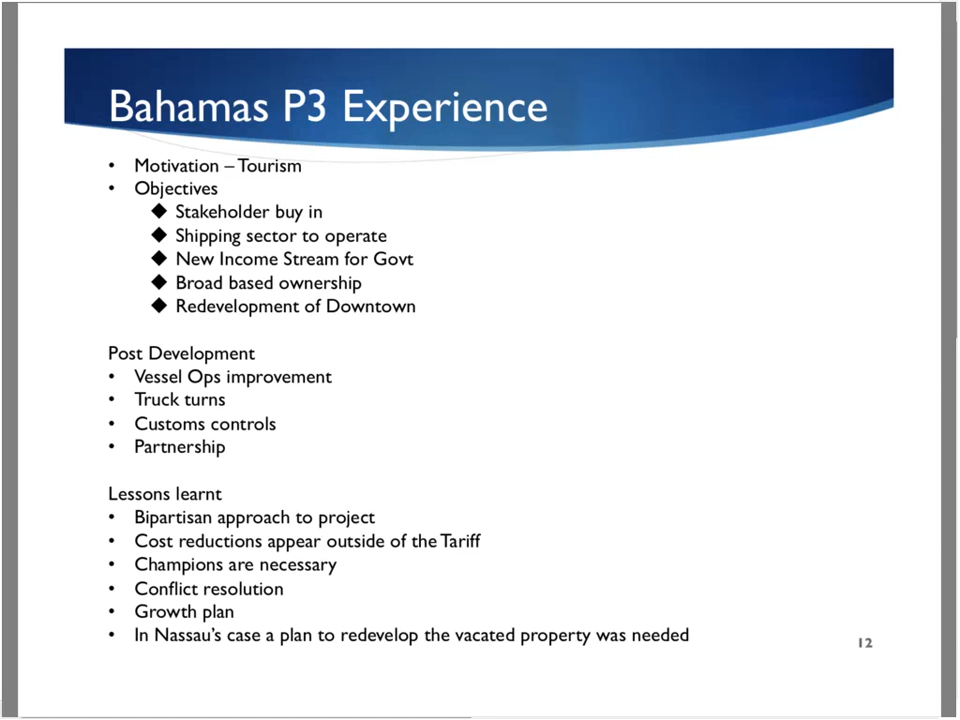 Bahamas P3 Experience
• Motivation – Tourism
• Objectives
◆ Stakeholder buy in
◆ Shipping sector to operate
◆ New Income Stream for Govt
◆ Broad based ownership
◆ Redevelopment of Downtown
Post Development
• Vessel Ops improvement
• Truck turns
• Customs controls
• Partnership
Lessons learnt
• Bipartisan approach to project
• Cost reductions appear outside of the Tariff
• Champions are necessary
• Conflict resolution
• Growth plan
• In Nassau's case a plan to redevelop the vacated property was needed
12